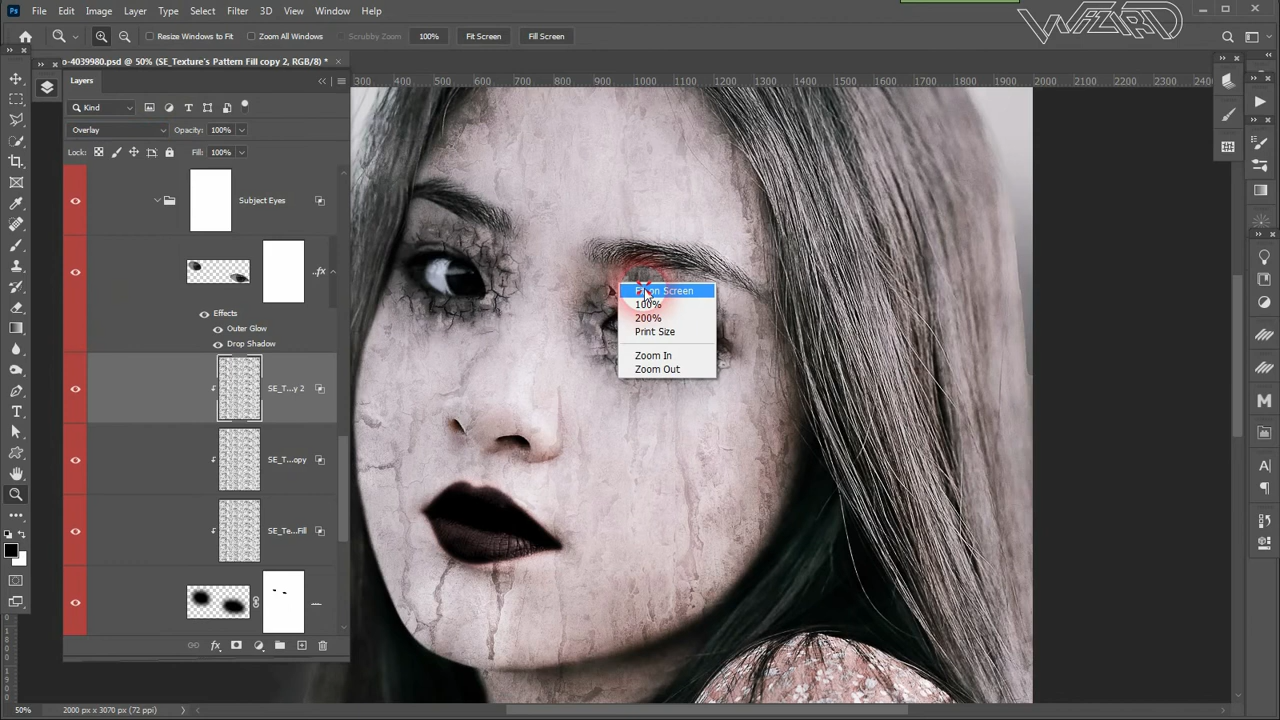 File Edit Image Layer Type Select Filter 3D View Window Help
WIZARD
Resize Windows to Fit Zoom All Windows Scrubby Zoom 100% Fit Screen Fill Screen
o-4039980.psd @ 50% (SE_Texture's Pattern Fill copy 2, RGB/8) *
Layers
300 400 500 600 700 800 900 1000 1100 1200 1300 1400 1500 1600 1700 1800 1900 2000 2100 2200 2300 2400
Kind
Overlay Opacity: 100%
Lock: Fill: 100%
Subject Eyes
Effects
Outer Glow
Drop Shadow
SE_T...y 2
SE_T...opy
SE_Te...Fill
100%
200%
Print Size
Zoom In
Zoom Out
50% 2000 px x 3070 px (72 ppi)